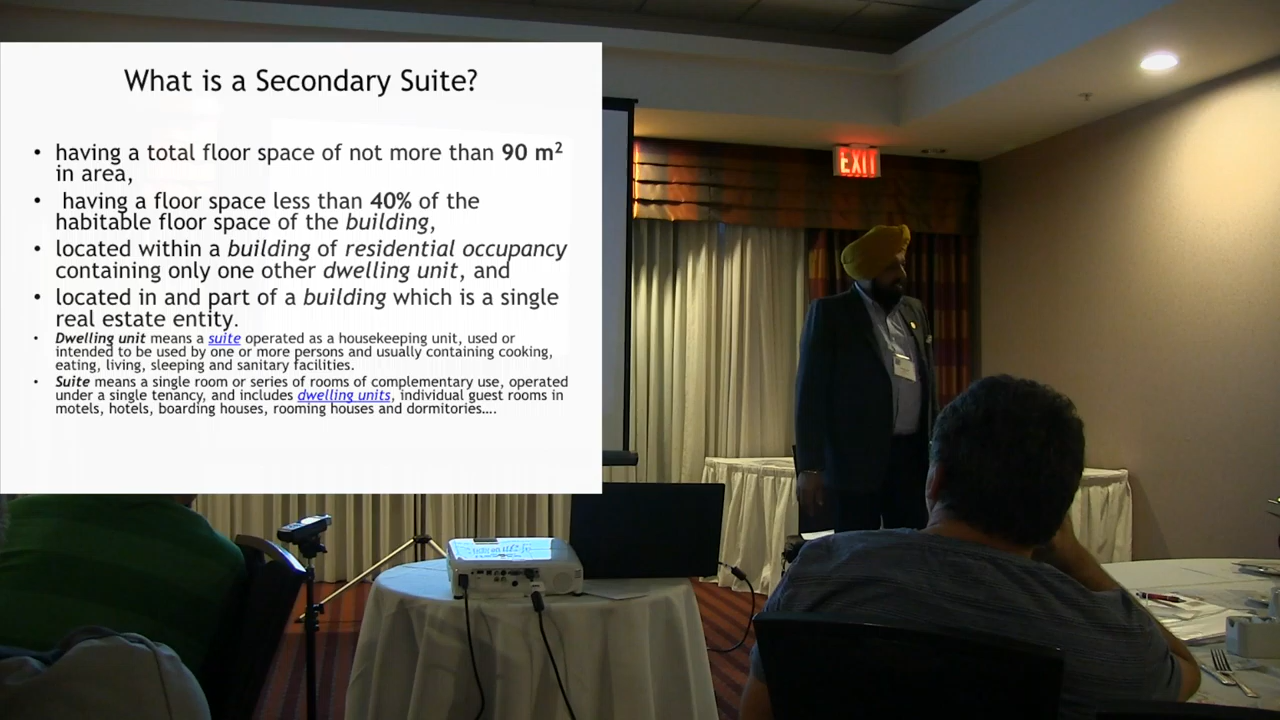 What is a Secondary Suite?
• having a total floor space of not more than 90 m²
in area,
• having a floor space less than 40% of the
habitable floor space of the building,
• located within a building of residential occupancy
containing only one other dwelling unit, and
• located in and part of a building which is a single
real estate entity.
• Dwelling unit means a suite operated as a housekeeping unit, used or
intended to be used by one or more persons and usually containing cooking,
eating, living, sleeping and sanitary facilities.
• Suite means a single room or series of rooms of complementary use, operated
under a single tenancy, and includes dwelling units, individual guest rooms in
motels, hotels, boarding houses, rooming houses and dormitories….
EXIT